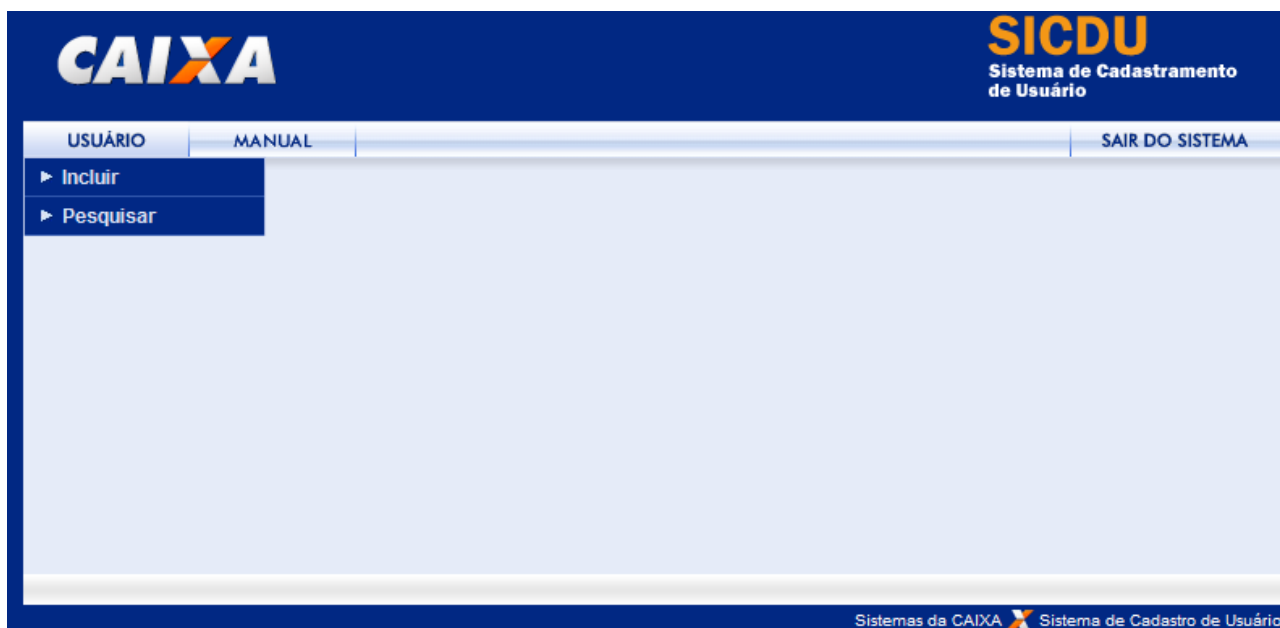 CAIXA
SICDU
Sistema de Cadastramento
de Usuário
USUÁRIO MANUAL SAIR DO SISTEMA
Incluir
Pesquisar
Sistemas da CAIXA Sistema de Cadastro de Usuário